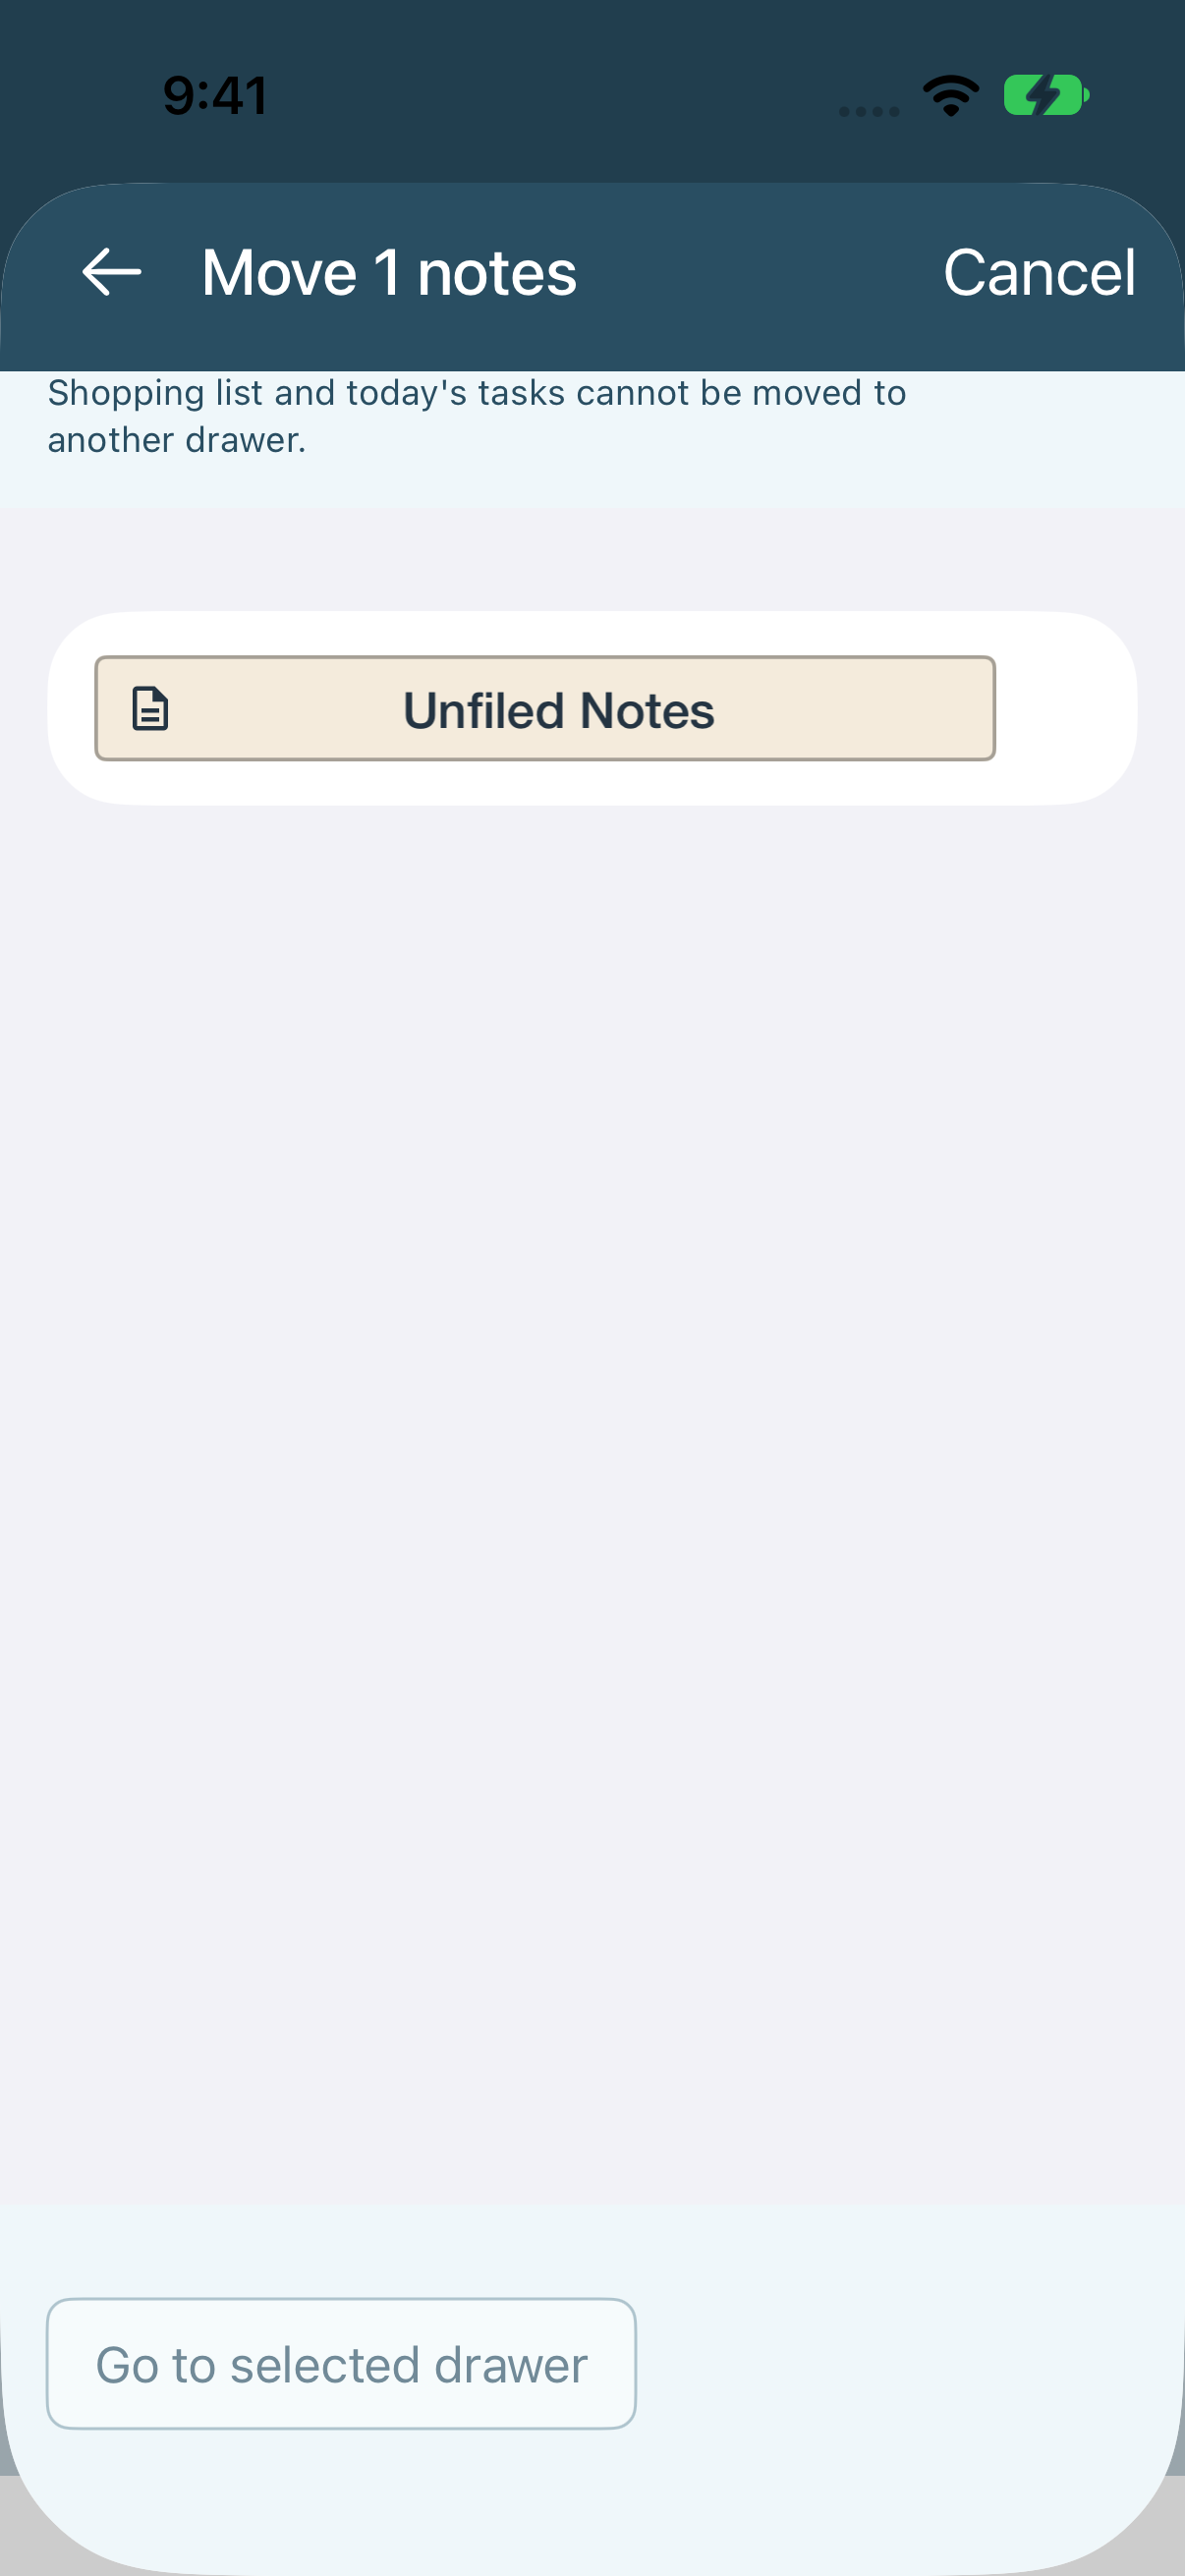 9:41
Move 1 notes
Cancel
Shopping list and today's tasks cannot be moved to
another drawer.
Unfiled Notes
Go to selected drawer